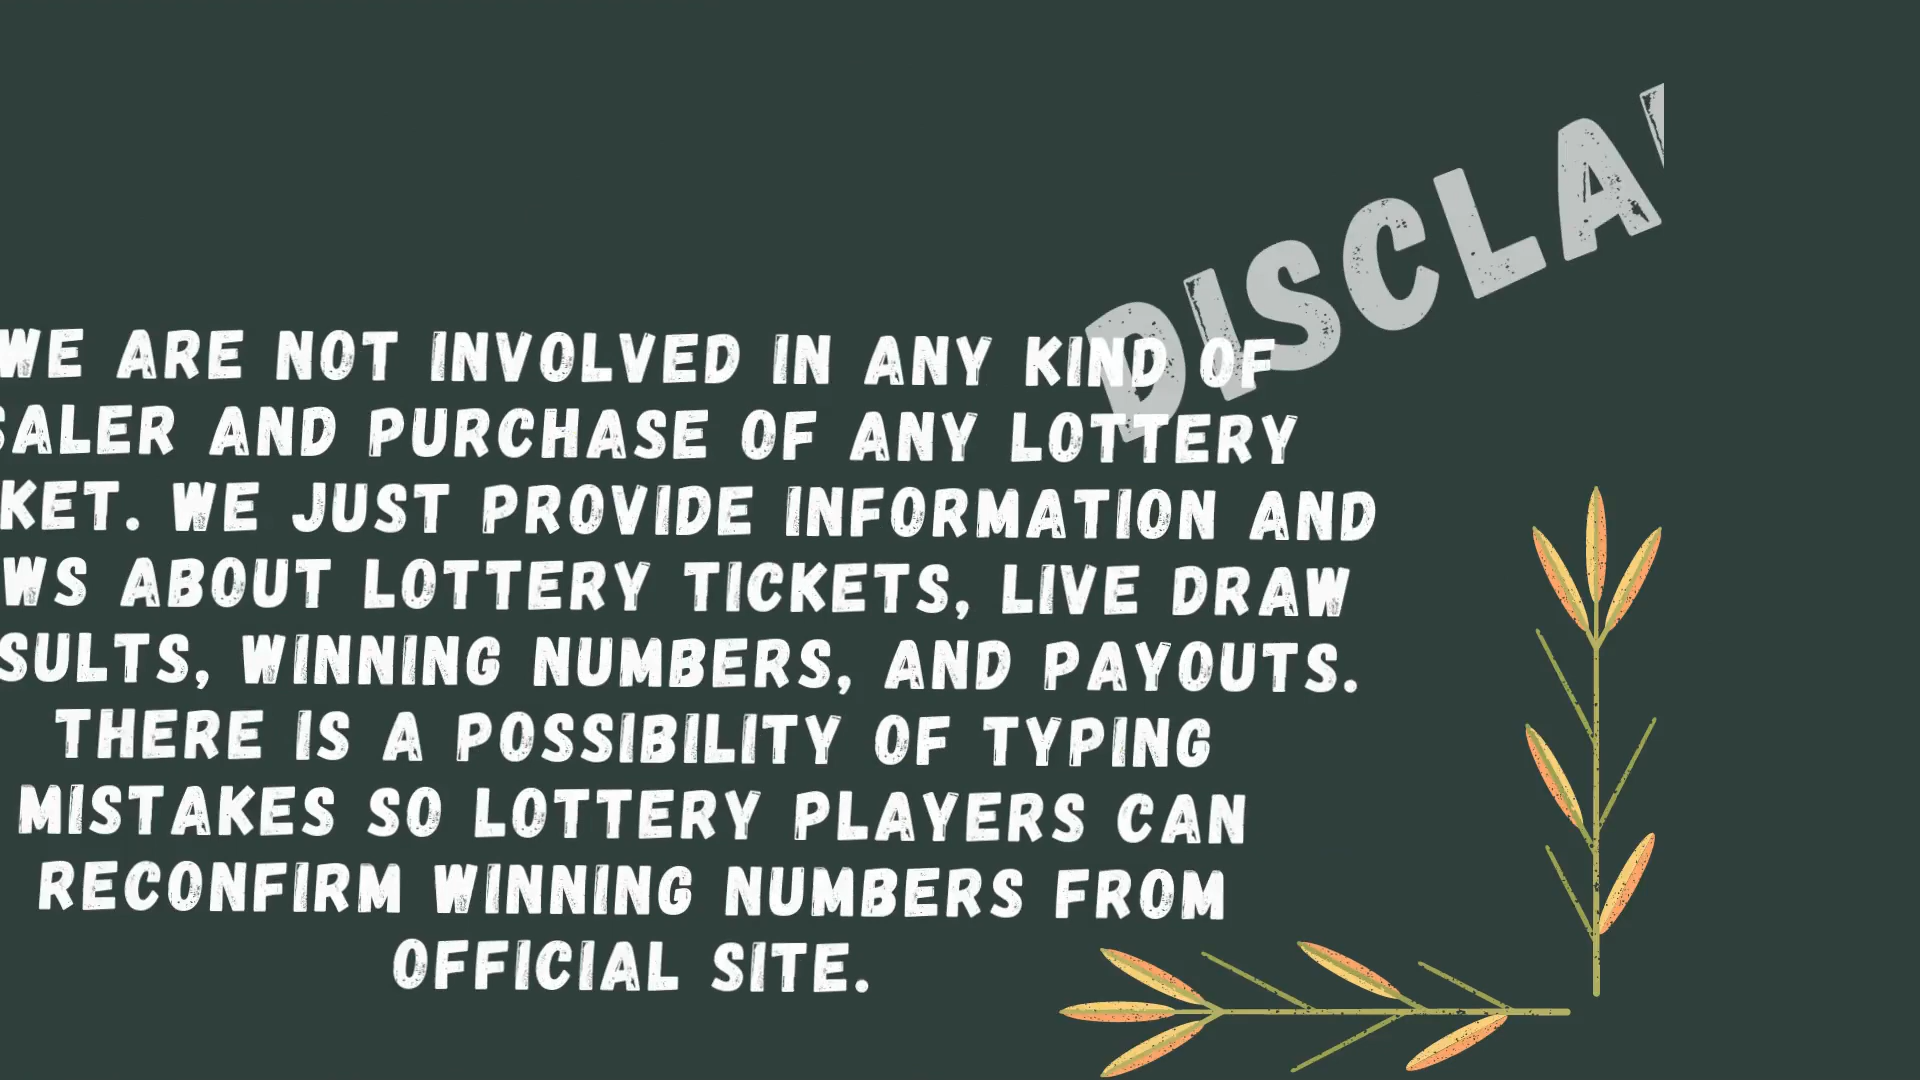 DISCLA
WE ARE NOT INVOLVED IN ANY KIND OF
SALER AND PURCHASE OF ANY LOTTERY
KET. WE JUST PROVIDE INFORMATION AND
WS ABOUT LOTTERY TICKETS, LIVE DRAW
SULTS, WINNING NUMBERS, AND PAYOUTS.
THERE IS A POSSIBILITY OF TYPING
MISTAKES SO LOTTERY PLAYERS CAN
RECONFIRM WINNING NUMBERS FROM
OFFICIAL SITE.